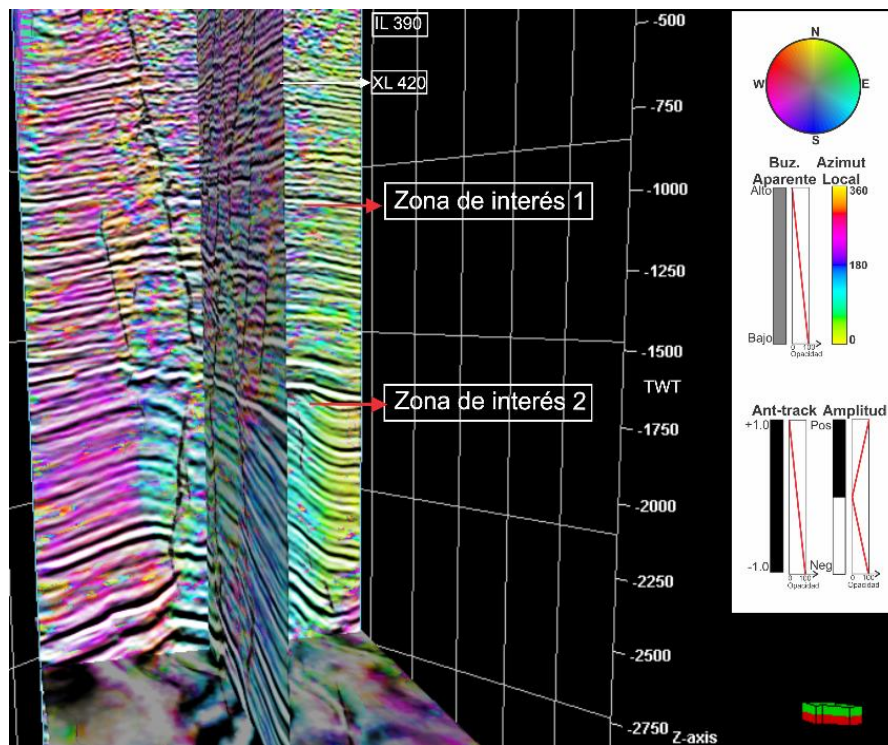 IL 390
XL 420
Zona de interés 1
Zona de interés 2
-500
-750
-1000
-1250
-1500
TWT
-1750
-2000
-2250
-2500
-2750
Z-axis
N
W
E
S
Buz.
Aparente
Azimut
Local
Alto
Bajo
0
100
Opacidad
360
180
0
Ant-track
Amplitud
+1.0
-1.0
0
100
Opacidad
Pos
Neg
0
100
Opacidad